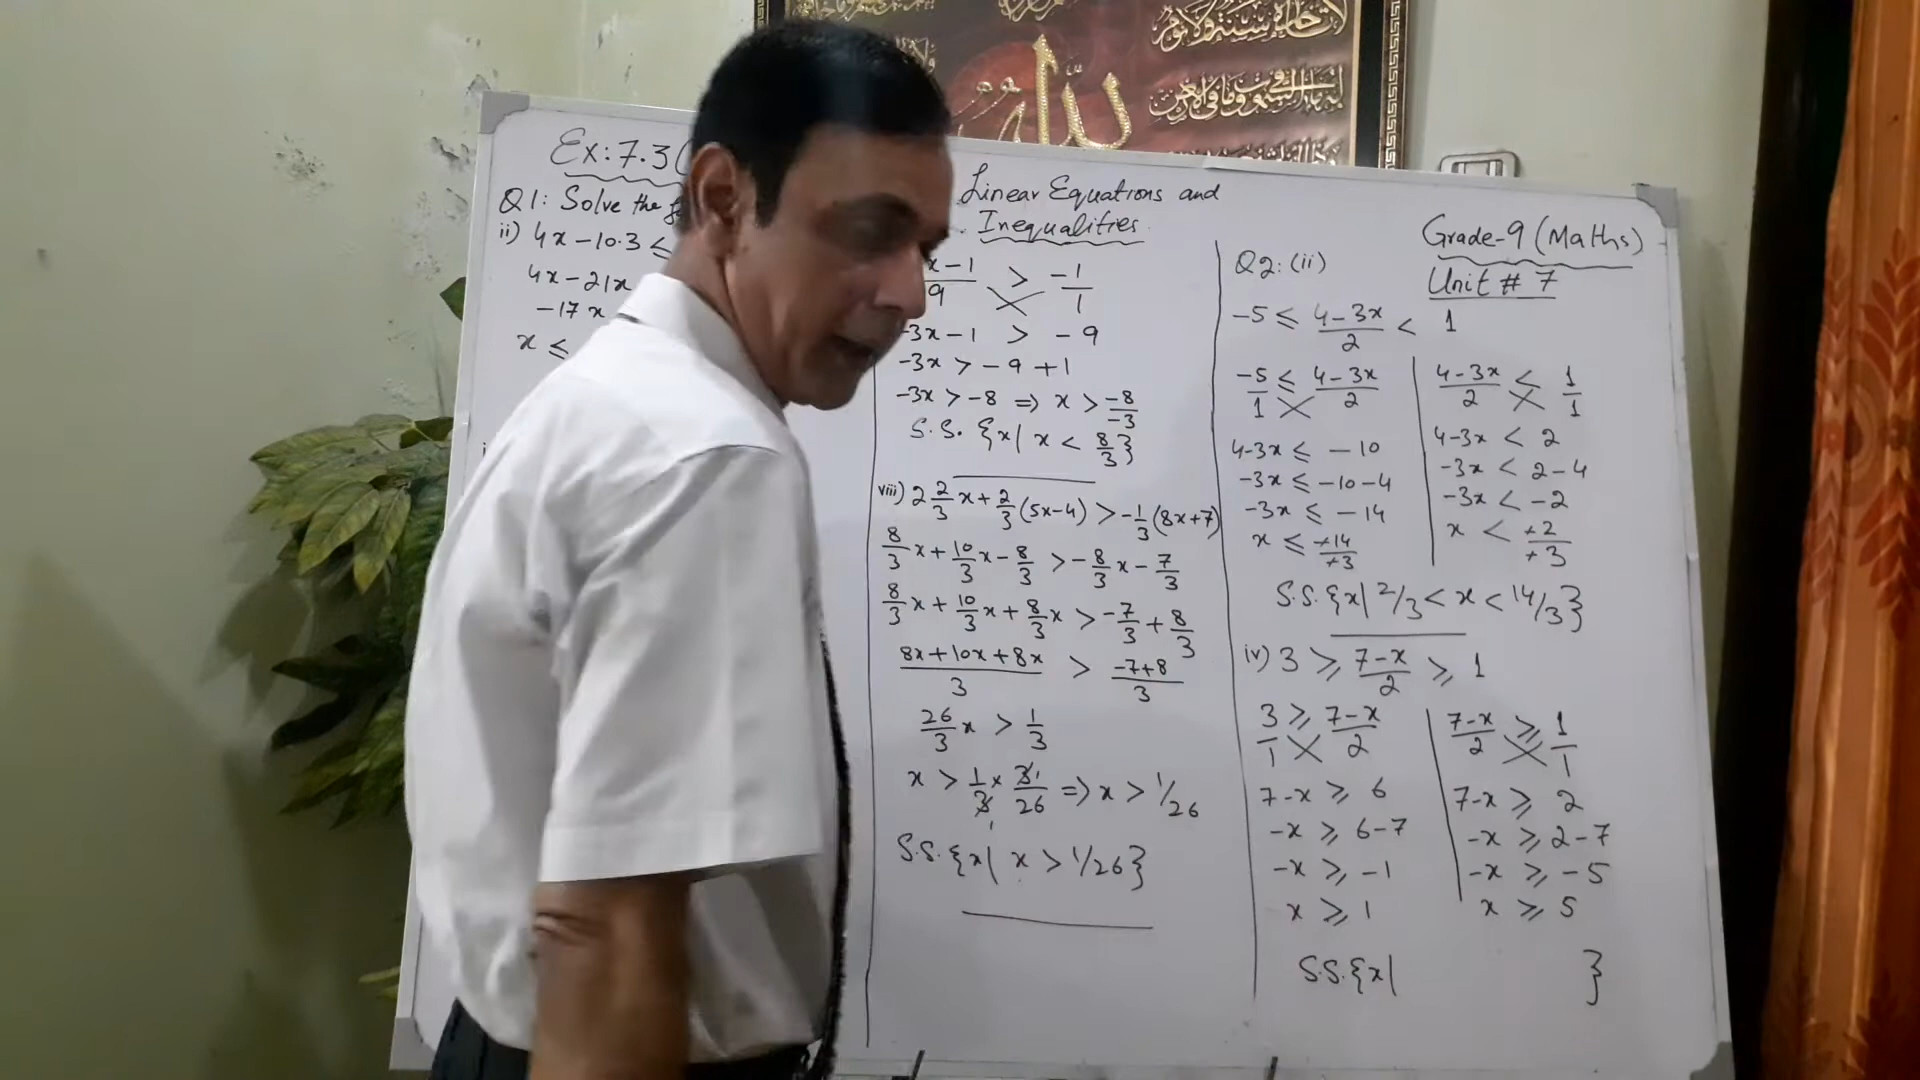 Ex: 7.3 (
Linear Equations and
Inequalities.
Grade-9 (Maths)
Unit # 7
Q1: Solve the
ii) 4x-10.3 ≤
4x-21x
-17x
x ≤
x-1/9 > -1/1
-3x-1 > -9
-3x > -9+1
-3x > -8 ⇒ x > -8/-3
S.S. {x| x < 8/3}
viii) 2 2/3 x + 2/3 (5x-4) > -1/3 (8x+7)
8/3 x + 10/3 x - 8/3 > -8/3 x - 7/3
8/3 x + 10/3 x + 8/3 x > -7/3 + 8/3
8x+10x+8x/3 > -7+8/3
26/3 x > 1/3
x > 1/3 × 3/26 ⇒ x > 1/26
S.S. {x| x > 1/26}
Q2: (ii)
-5 ≤ 4-3x/2 < 1
-5/1 ≤ 4-3x/2
4-3x ≤ -10
-3x ≤ -10-4
-3x ≤ -14
x ≤ +14/+3
4-3x/2 < 1/1
4-3x < 2
-3x < 2-4
-3x < -2
x < +2/+3
S.S. {x| 2/3 < x < 14/3}
iv) 3 ≥ 7-x/2 ≥ 1
3/1 ≥ 7-x/2
7-x ≥ 6
-x ≥ 6-7
-x ≥ -1
x ≥ 1
7-x/2 ≥ 1/1
7-x ≥ 2
-x ≥ 2-7
-x ≥ -5
x ≥ 5
S.S. {x| }